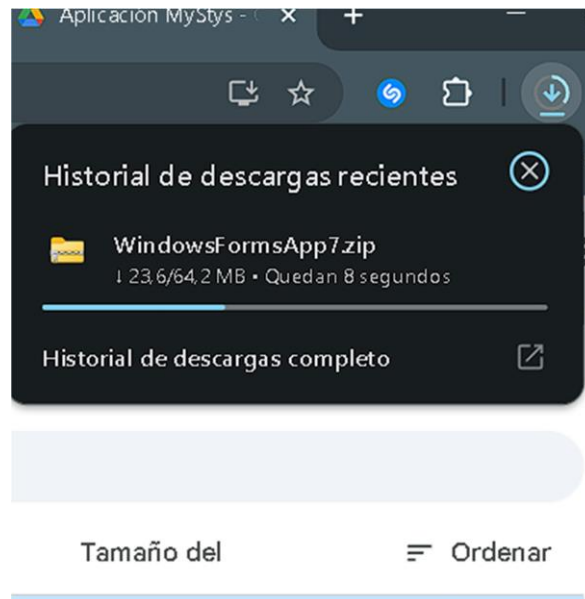 Aplicación MyStys -
Historial de descargas recientes
WindowsFormsApp7.zip
↓ 23,6/64,2 MB • Quedan 8 segundos
Historial de descargas completo
Tamaño del
Ordenar